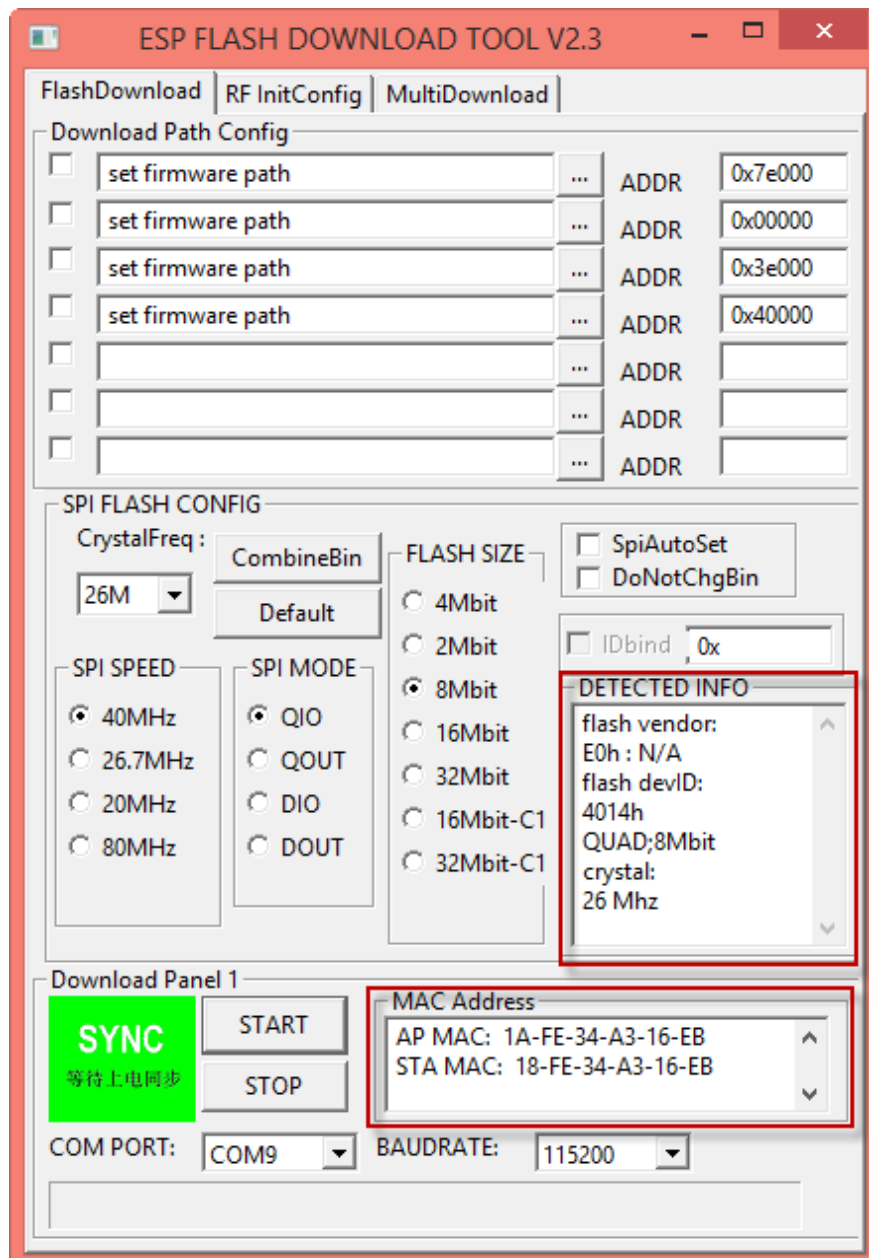 ESP FLASH DOWNLOAD TOOL V2.3
FlashDownload RF InitConfig MultiDownload
Download Path Config
set firmware path ... ADDR 0x7e000
set firmware path ... ADDR 0x00000
set firmware path ... ADDR 0x3e000
set firmware path ... ADDR 0x40000
... ADDR
... ADDR
... ADDR
SPI FLASH CONFIG
CrystalFreq :
26M
CombineBin
Default
SPI SPEED
40MHz
26.7MHz
20MHz
80MHz
SPI MODE
QIO
QOUT
DIO
DOUT
FLASH SIZE
4Mbit
2Mbit
8Mbit
16Mbit
32Mbit
16Mbit-C1
32Mbit-C1
SpiAutoSet
DoNotChgBin
IDbind 0x
DETECTED INFO
flash vendor:
E0h : N/A
flash devID:
4014h
QUAD;8Mbit
crystal:
26 Mhz
Download Panel 1
SYNC
等待上电同步
START
STOP
MAC Address
AP MAC: 1A-FE-34-A3-16-EB
STA MAC: 18-FE-34-A3-16-EB
COM PORT: COM9 BAUDRATE: 115200